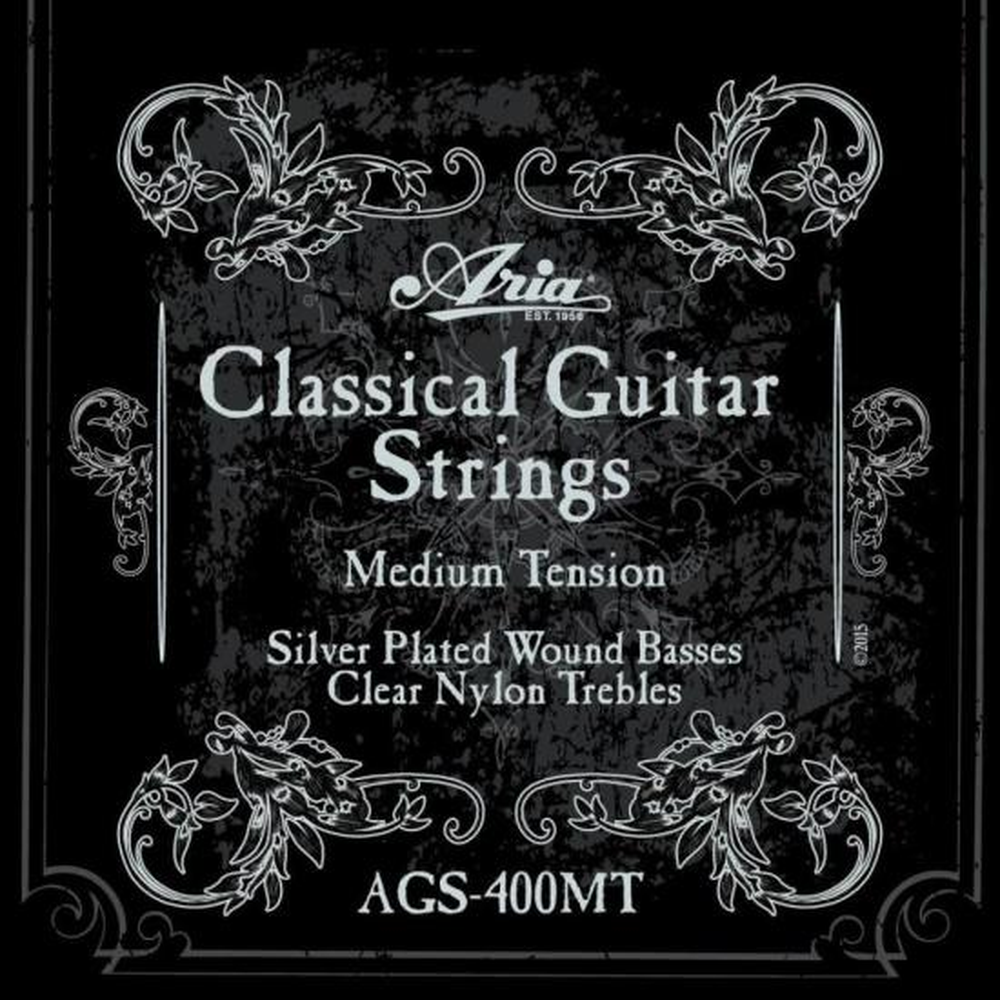 Aria
EST. 1956
Classical Guitar
Strings
Medium Tension
Silver Plated Wound Basses
Clear Nylon Trebles
©2015
AGS-400MT